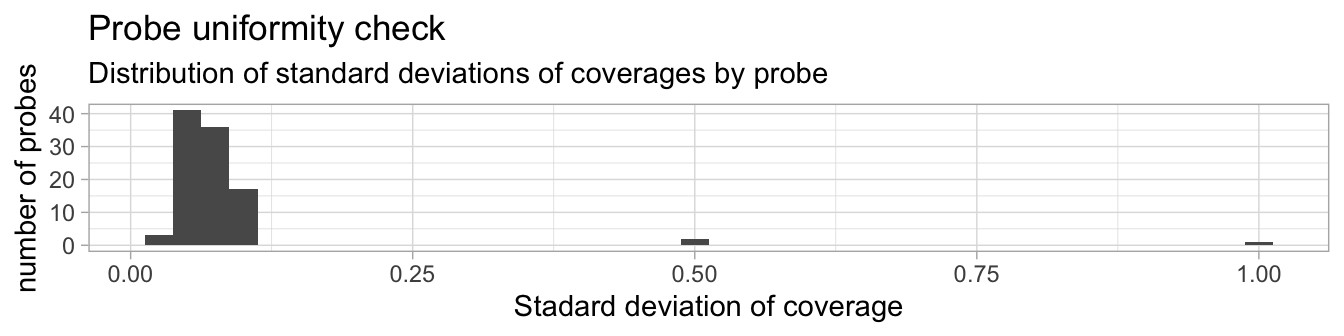 Probe uniformity check
Distribution of standard deviations of coverages by probe
number of probes
40
30
20
10
0
0.00 0.25 0.50 0.75 1.00
Stadard deviation of coverage